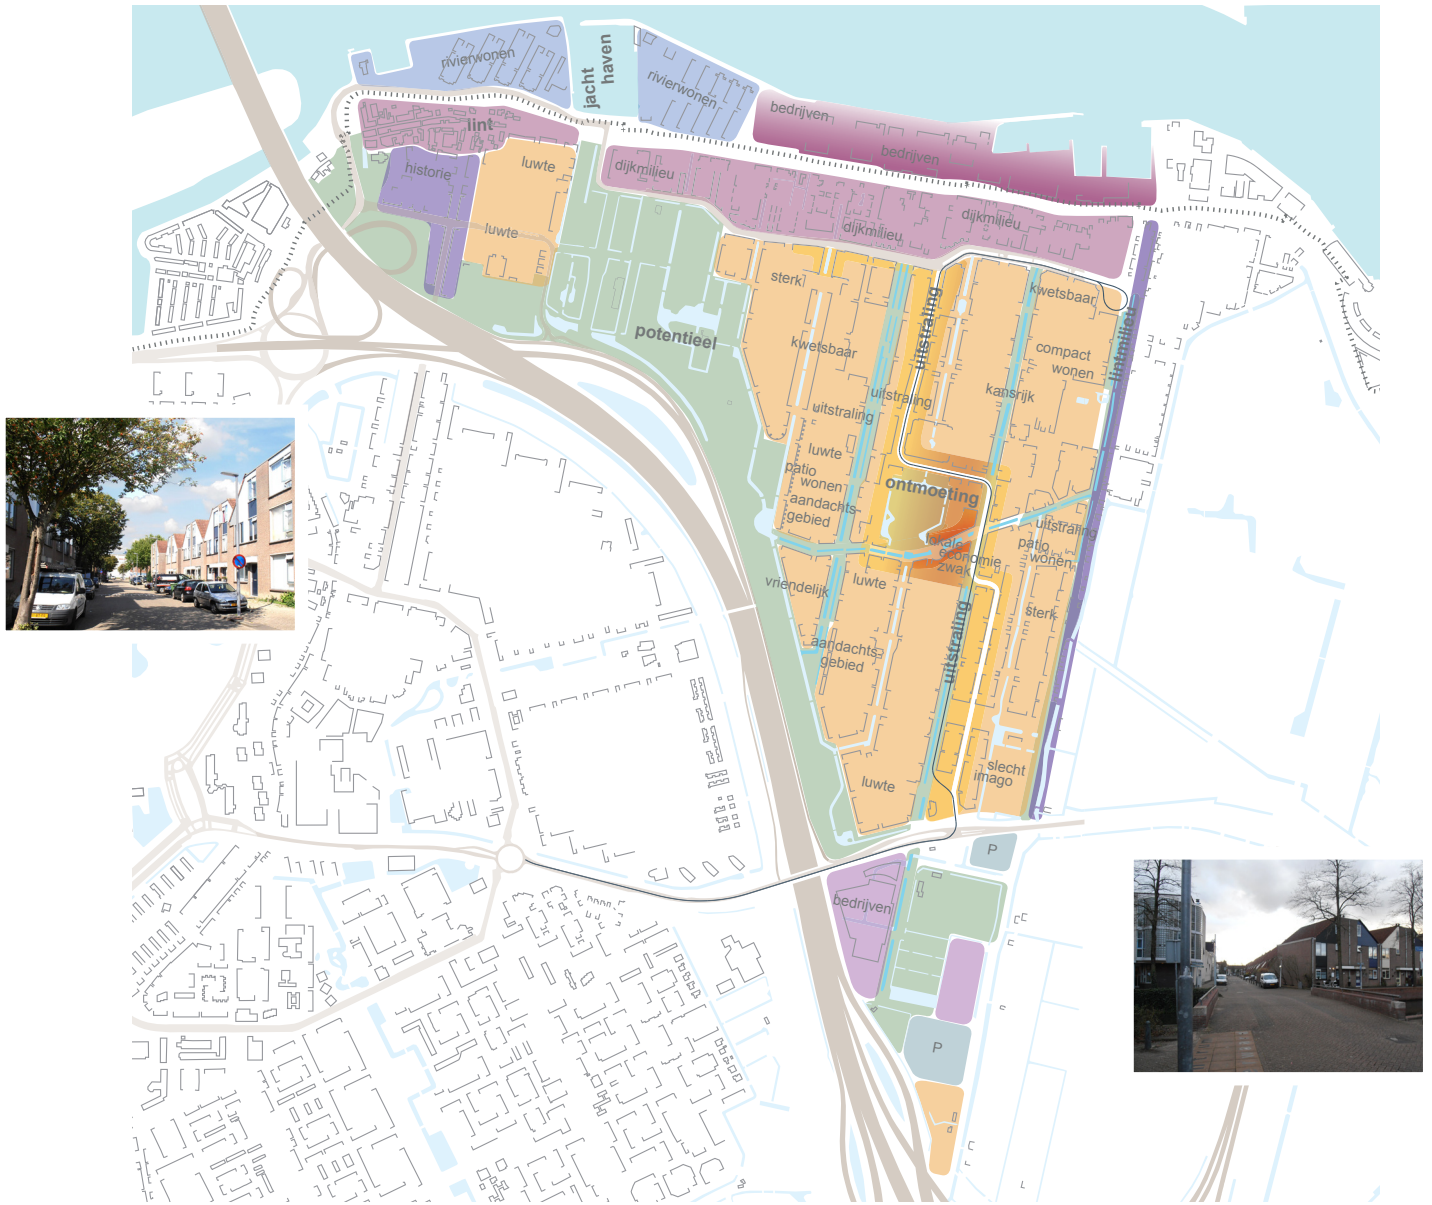 rivierwonen
jacht
haven
rivierwonen
bedrijven
bedrijven
lint
historie
luwte
luwte
dijkmilieu
dijkmilieu
dijkmilieu
sterk
kwetsbaar
potentieel
kwetsbaar
uitstraling
lintmilieu
compact
wonen
kansrijk
uitstraling
uitstraling
luwte
patio
wonen
aandachts
gebied
ontmoeting
uitstraling
patio
wonen
lokale
economie
zwak
vriendelijk
luwte
sterk
uitstraling
aandachts
gebied
slecht
imago
luwte
P
bedrijven
P
L